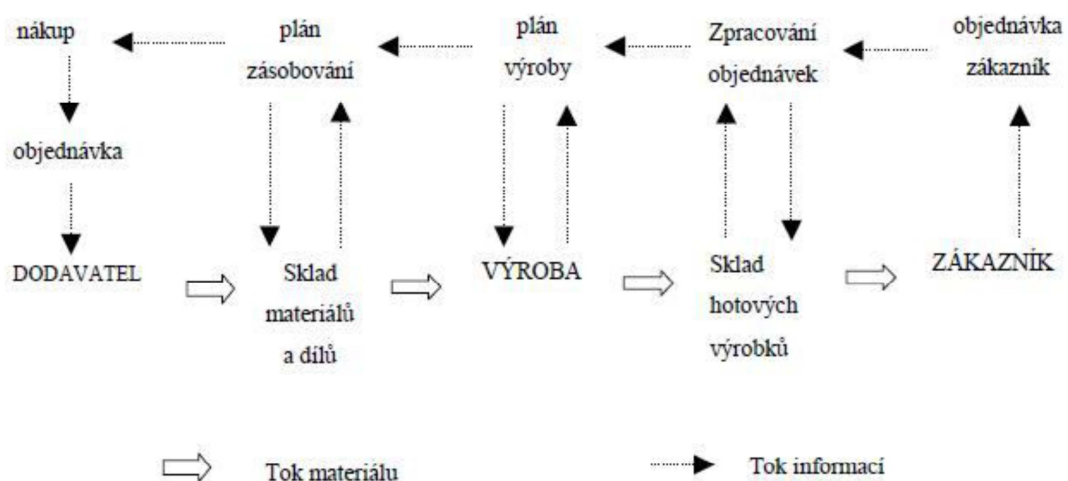 nákup
plán
zásobování
plán
výroby
Zpracování
objednávek
objednávka
zákazník
objednávka
DODAVATEL
Sklad
materiálů
a dílů
VÝROBA
Sklad
hotových
výrobků
ZÁKAZNÍK
Tok materiálu
Tok informací